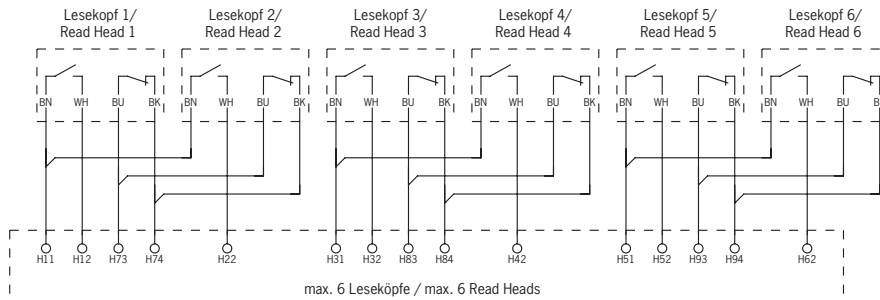 Lesekopf 1/ Lesekopf 2/ Lesekopf 3/ Lesekopf 4/ Lesekopf 5/ Lesekopf 6/
Read Head 1 Read Head 2 Read Head 3 Read Head 4 Read Head 5 Read Head 6
BN WH BU BK BN WH BU BK BN WH BU BK BN WH BU BK BN WH BU BK BN WH BU
H11 H12 H73 H74 H22 H31 H32 H83 H84 H42 H51 H52 H93 H94 H62
max. 6 Leseköpfe / max. 6 Read Heads